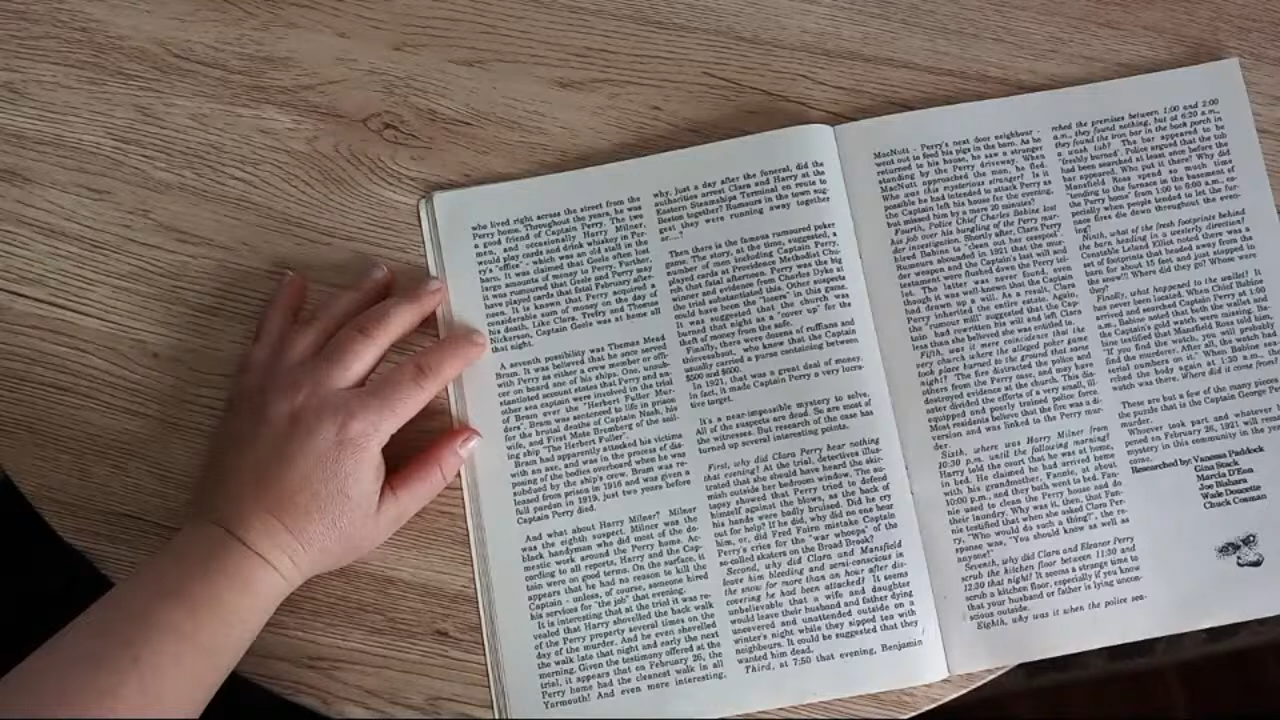 who lived right across the street from the
Perry home. Throughout the years, he was
a good friend of Captain Perry. The two
men, and occasionally Harry Milner,
would play cards and drink whiskey in Per-
ry's "office" - which was an old stall in the
barn. It was claimed that Geele often lost
large amounts of money to Perry. Further,
it was rumoured that Geele and Perry may
have played cards that fatal February after-
noon. It is known that Perry acquired a
considerable sum of money on the day of
his death. Like Clara, Trefry and Thomas
Nickerson, Captain Geele was at home all
that night.
A seventh possibility was Thomas Mead
Bram. It was believed that he once served
with Perry as either a crew member or offi-
cer on board one of his ships. One, unsub-
stantiated account states that Perry and an-
other sea captain were involved in the trial
of Bram over the "Herbert Fuller Mur-
ders". Bram was sentenced to life in prison
for the brutal deaths of Captain Nash, his
wife, and First Mate Bremberg of the sail-
ing ship "The Herbert Fuller".
Bram had apparently attacked his victims
with an axe, and was in the process of dis-
posing of the bodies overboard when he was
subdued by the ship's crew. Bram was re-
leased from prison in 1916 and was given a
full pardon in 1919, just two years before
Captain Perry died.
And what about Harry Milner? Milner
was the eighth suspect. Milner was the do-
black handyman who did most of the do-
mestic work around the Perry home. Ac-
cording to all reports, Harry and the Cap-
tain were on good terms. On the surface, it
appears that he had no reason to kill the
Captain - unless, of course, someone hired
his services for "the job" that evening.
It is interesting that at the trial it was re-
vealed that Harry shovelled the back walk
of the Perry property several times on the
day of the murder. And he even shovelled
the walk late that night and early the next
morning. Given the testimony offered at the
trial, it appears that on February 26, the
Perry home had the cleanest walk in all
Yarmouth! And even more interesting,
why, just a day after the funeral, did the
authorities arrest Clara and Harry at the
Eastern Steamships Terminal en route to
Boston together? Rumours in the town sug-
gest they were running away together
or....?
Then there is the famous rumoured poker
game. The story, at the time, suggested, a
number of men, including Captain Perry,
played cards at Providence Methodist Chu-
rch that fatal afternoon. Perry was the big
winner and evidence from Charles Dyke at
trial substantiated this. Other suspects
could have been the "losers" in this game.
It was suggested that the church was
burned that night as a "cover up" for the
theft of money from the safe.
Finally, there were dozens of ruffians and
thieves about, who knew that the Captain
usually carried a purse containing between
$500 and $600.
In 1921, that was a great deal of money.
In fact, it made Captain Perry a very lucra-
tive target.
It's a near-impossible mystery to solve.
All of the suspects are dead. So are most of
the witnesses. But research of the case has
turned up several interesting points.
First, why did Clara Perry hear nothing
that evening? At the trial, detectives illus-
trated that she should have heard the skir-
mish outside her bedroom window. The au-
topsy showed that Perry tried to defend
himself against the blows, as the back of
his hands were badly bruised. Did he cry
out for help? If he did, why did no one hear
him, or, did Fred Fairn mistake Captain
Perry's cries for the "war whoops" of the
so-called skaters on the Broad Brook?
Second, why did Clara and Mansfield
leave him bleeding and semi-conscious in
the snow for more than an hour after dis-
covering he had been attacked? It seems
unbelievable that a wife and daughter
would leave their husband and father dying
uncovered and unattended outside on a
winter's night while they sipped tea with
neighbours. It could be suggested that they
wanted him dead.
Third, at 7:50 that evening, Benjamin
MacNutt - Perry's next door neighbour -
went out to feed his pigs in the barn. As he
returned to his house, he saw a stranger
standing by the Perry driveway. When
MacNutt approached the man, he fled.
Who was this mysterious stranger? Is it
possible he had intended to attack Perry as
the Captain left his house for the evening,
but missed him by a mere 20 minutes?
Fourth, Police Chief Charles Babine lost
his job over his bungling of the Perry mur-
der investigation. Shortly after, Clara Perry
hired Babine to "clean out her cesspool".
Rumours abounded in 1921 that the mur-
der weapon and the Captain's last will and
testament were flushed down the Perry toi-
let. The latter was never found, even
though it was well known that the Captain
had drawn up a will. As a result, Clara
Perry inherited the entire estate. Again,
the "rumour mill" suggested that the Cap-
tain had rewritten his will and left Clara
less than she believed she was entitled to.
Fifth, was it mere coincidence that the
very church where the alleged poker game
took place burned to the ground that same
night? The fire distracted the police and
others from the Perry case, and may have
destroyed evidence at the church. This dis-
aster divided the efforts of a very small, ill-
equipped and poorly trained police force.
Most residents believe that the fire was a di-
version and was linked to the Perry mur-
der.
Sixth, where was Harry Milner from
10:30 p.m. until the following morning?
Harry told the court that he was at home,
in bed. He claimed he had arrived home
with his grandmother, Fannie, at about
10:00 p.m., and they both went to bed. Fan-
nie used to clean the Perry house and do
their laundry. Why was it, then, that Fan-
nie testified that when she asked Clara Per-
ry, "Who would do such a thing?", the re-
sponse was, "You should know as well as
anyone!"
Seventh, why did Clara and Eleanor Perry
scrub the kitchen floor between 11:30 and
12:30 that night? It seems a strange time to
scrub a kitchen floor, especially if you know
that your husband or father is lying uncon-
scious outside.
Eighth, why was it when the police sea-
rched the premises between 1:00 and 2:00
a.m., they found nothing, but at 6:20 a.m.,
they found the iron bar in the back porch in
a "wash tub? The bar appeared to be
"freshly burned". Police argued that the tub
had been searched at least once before the
bar appeared. Who put it there? Why did
Mansfield Ross spend so much time
"tending to the furnace" in the basement of
the Perry home from 1:00 to 6:00 a.m., es-
pecially when people tended to let the fur-
nace fires die down throughout the even-
ing?
Ninth, what of the footprints behind
the barn heading in a westerly direction?
Constable Leland Elliot noted there was a
set of footprints that headed away from the
barn for about 25 feet and just stopped in
the snow!!! Where did they go? Whose were
they?
Finally, what happened to the wallet? It
has never been located. When Chief Babine
arrived and searched Captain Perry at
a.m., Babine noted that both wallet and
Captain's gold watch were missing.
bine testified that Mansfield Ross told him,
"If you find the watch, you will probably
find the murderer. After all, the watch has
serial numbers on it." When Babine sea-
rched the body again at 1:30 a.m., the
watch was there. Where did it come from?
These are but a few of the many pieces
the puzzle that is the Captain George Perry
murder.
Whoever took part and whatever hap-
pened on February 26, 1921 will remain
mystery in this community in the years
come.
Researched by: Vanessa Paddock
Gina Stack
Marcia D'Eon
Joe Bishara
Wade Doucette
Chuck Cosman